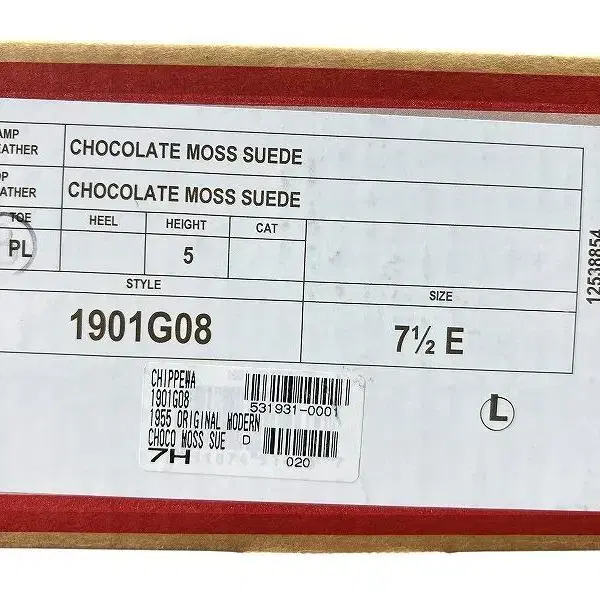 AMP
EATHER
CHOCOLATE MOSS SUEDE
OP
EATHER
CHOCOLATE MOSS SUEDE
TOE
HEEL
HEIGHT
CAT
PL
5
STYLE
SIZE
1901G08
7½ E
12538854
CHIPPEWA
1901G08
531931-0001
1955 ORIGINAL MODERN
CHOCO MOSS SUE D
7H
020
L